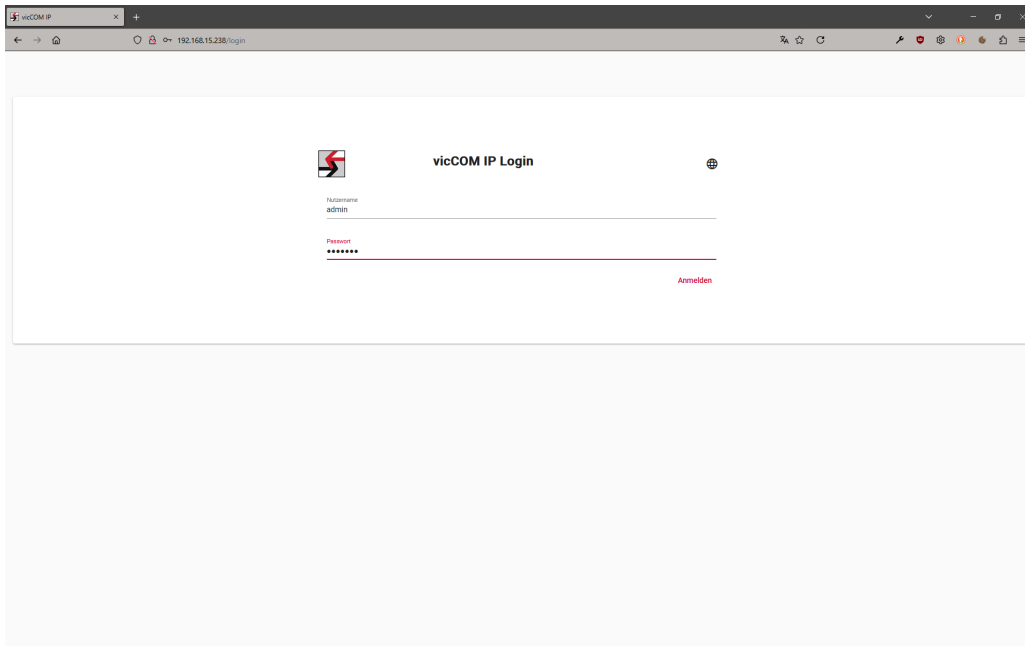 vicCOM IP
192.168.15.238/login
vicCOM IP Login
Nutzername
admin
Passwort
•••••••
Anmelden